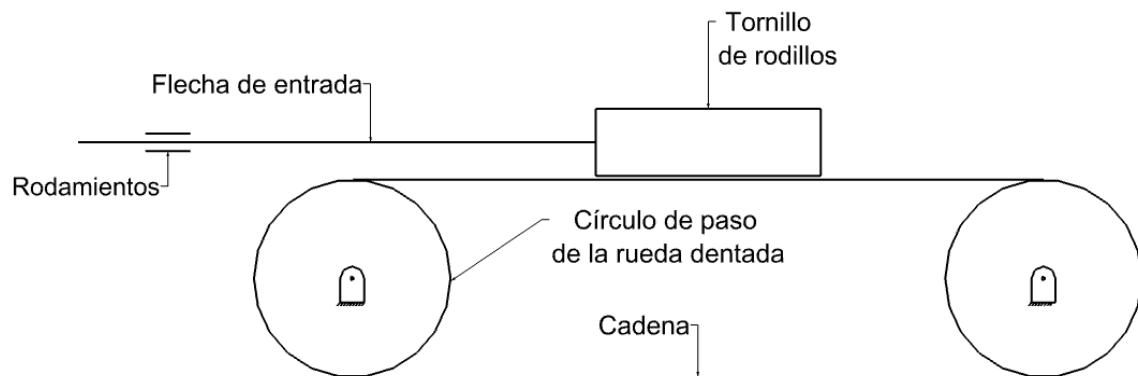 Tornillo
de rodillos
Flecha de entrada
Rodamientos
Círculo de paso
de la rueda dentada
Cadena